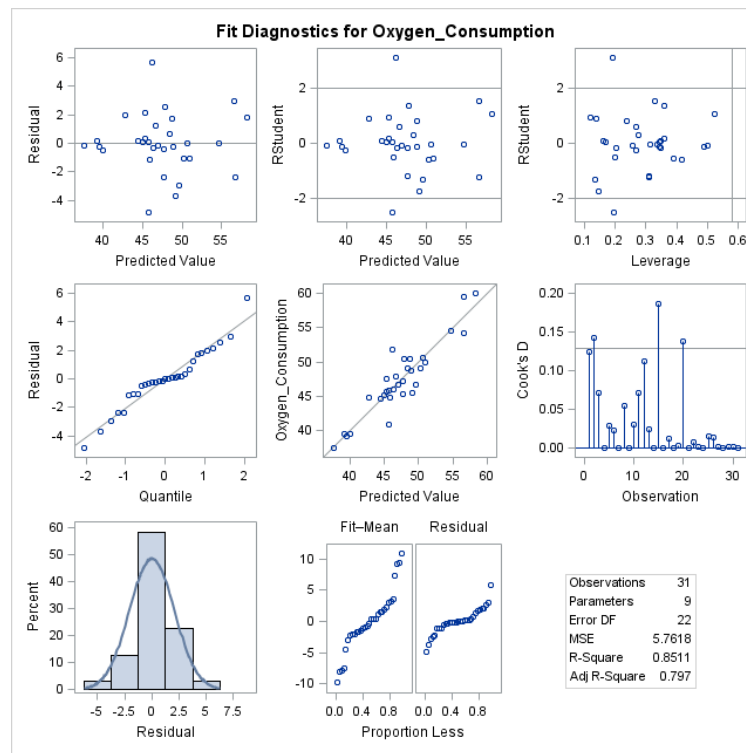 Fit Diagnostics for Oxygen_Consumption
6
4
2
0
-2
-4
Residual
40 45 50 55
Predicted Value
2
0
-2
RStudent
40 45 50 55
Predicted Value
2
0
-2
RStudent
0.1 0.2 0.3 0.4 0.5 0.6
Leverage
6
4
2
0
-2
-4
Residual
-2 -1 0 1 2
Quantile
60
55
50
45
40
Oxygen_Consumption
40 45 50 55 60
Predicted Value
0.20
0.15
0.10
0.05
0.00
Cook's D
0 10 20 30
Observation
60
50
40
30
20
10
0
Percent
-5 -2.5 0 2.5 5 7.5
Residual
Fit–Mean Residual
10
5
0
-5
-10
0.0 0.4 0.8 0.0 0.4 0.8
Proportion Less
Observations 31
Parameters 9
Error DF 22
MSE 5.7618
R-Square 0.8511
Adj R-Square 0.797